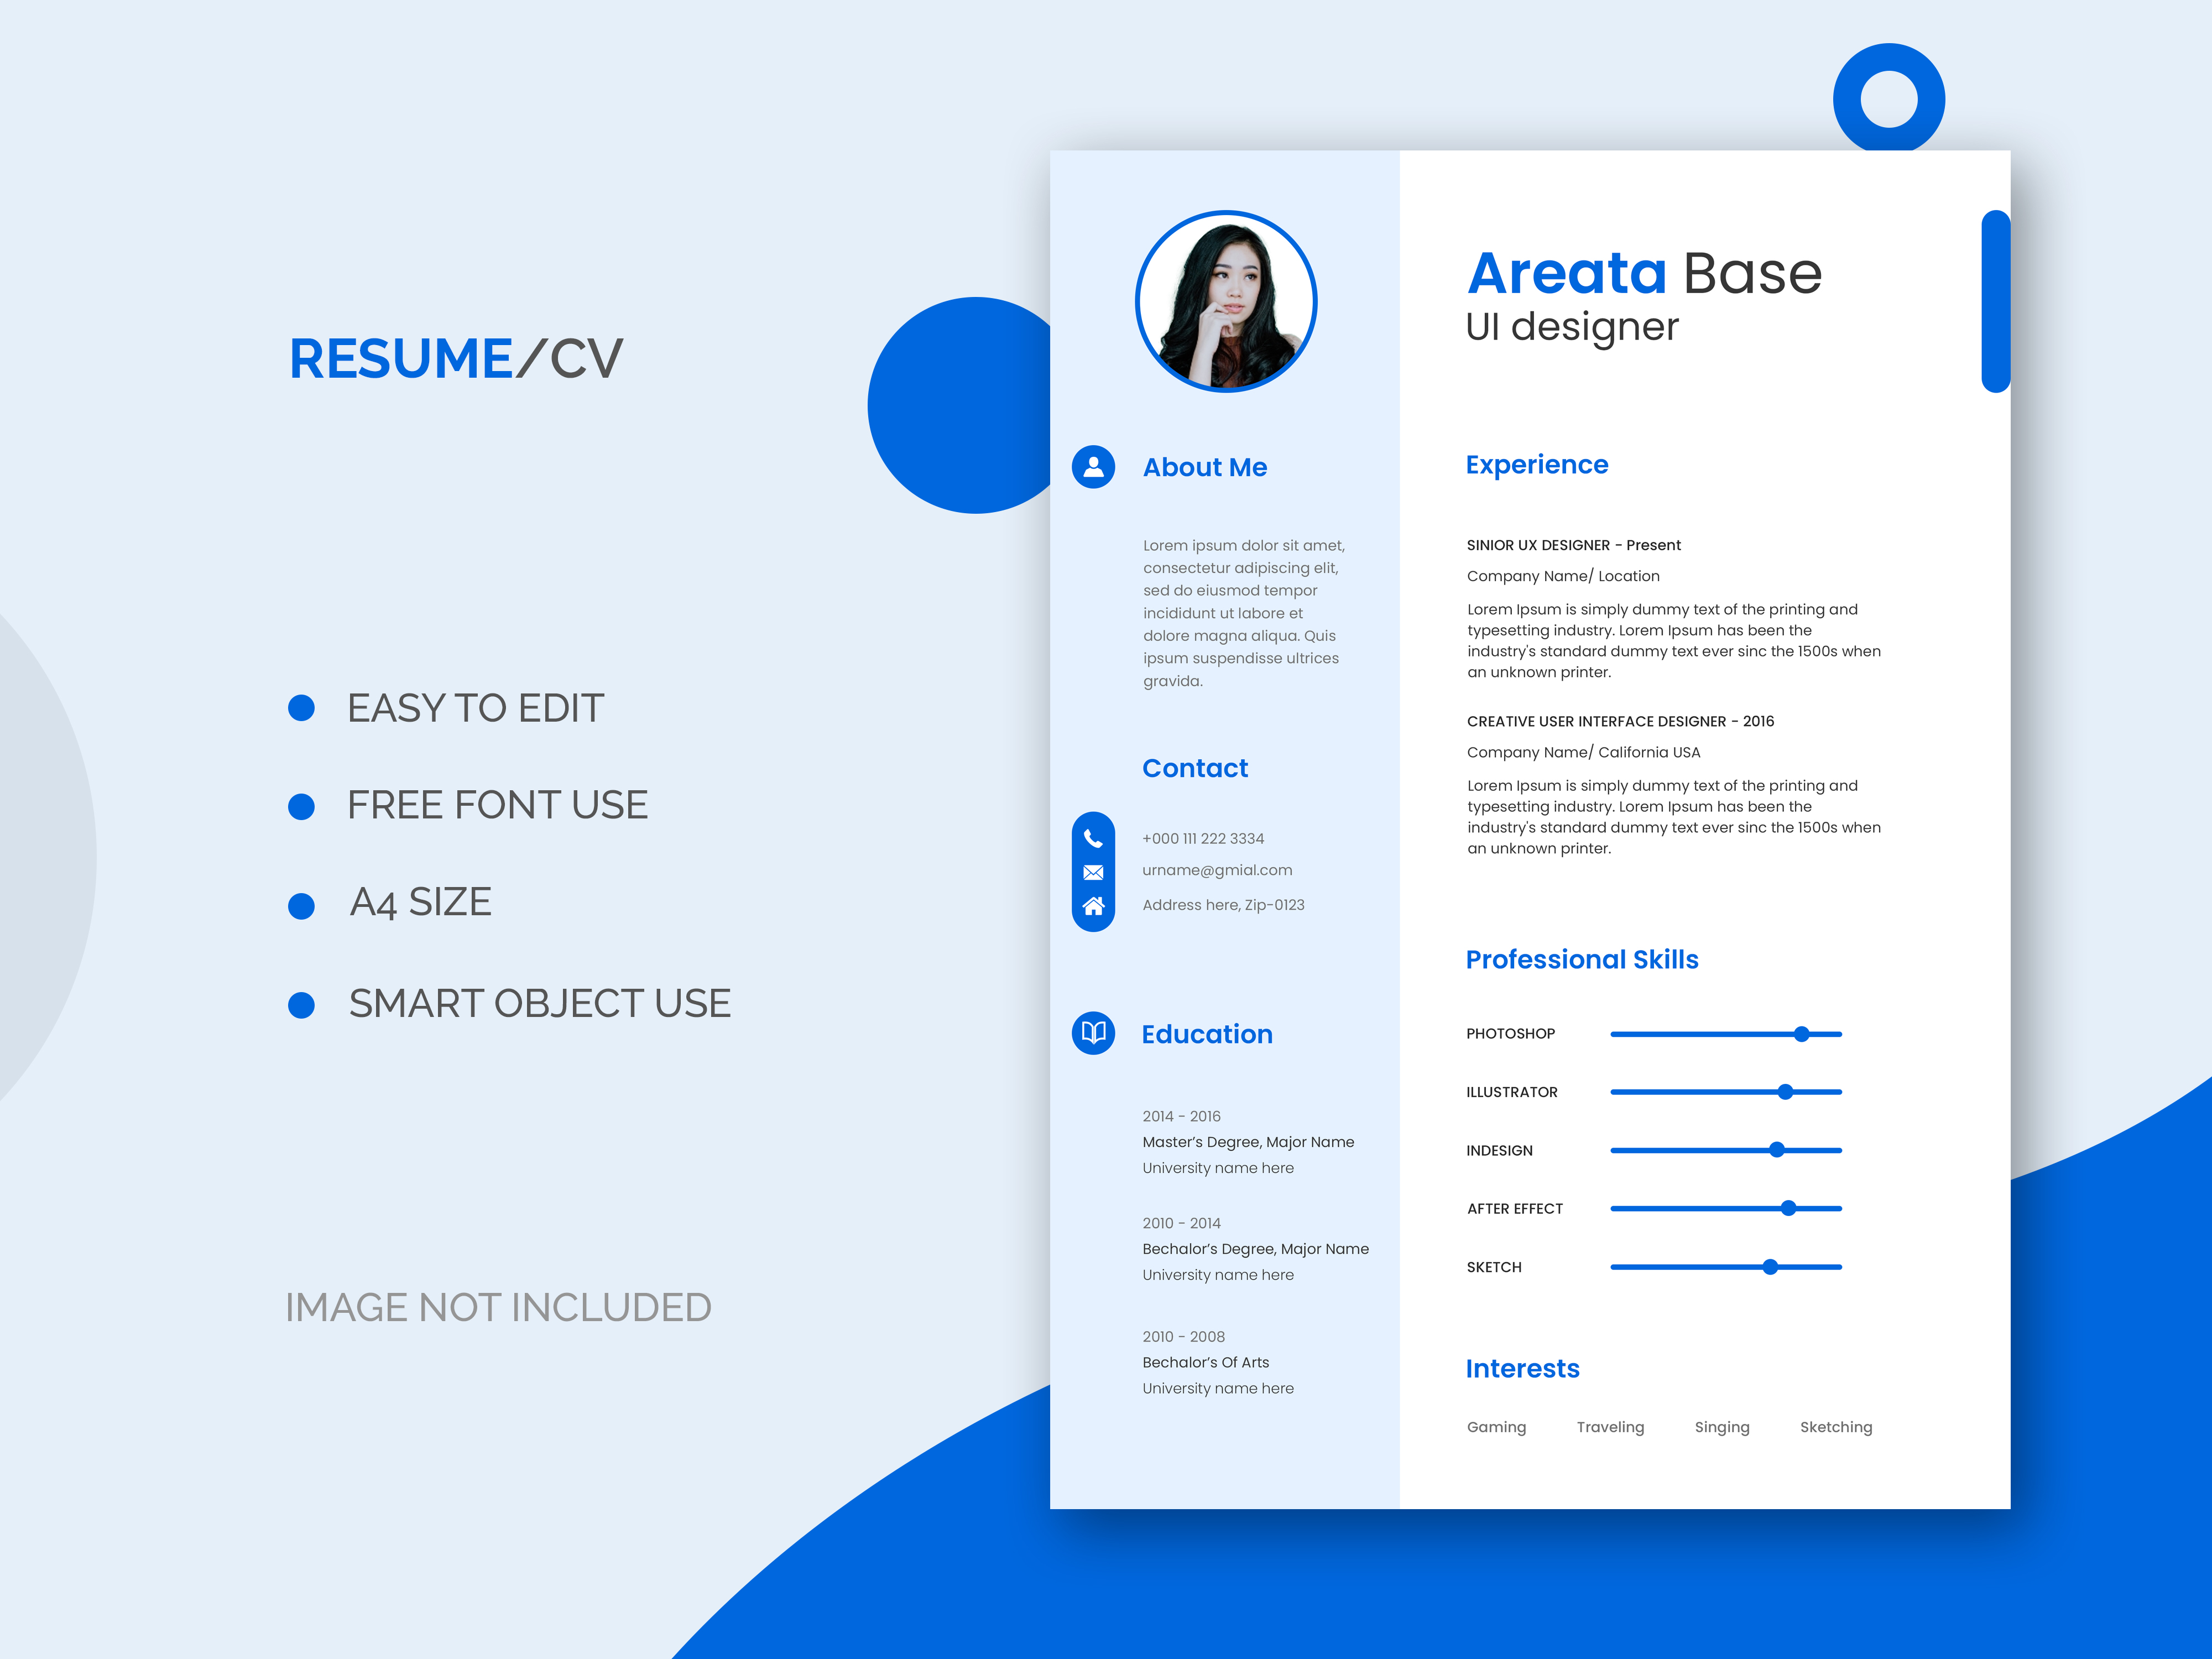 RESUME/CV
EASY TO EDIT
FREE FONT USE
A4 SIZE
SMART OBJECT USE
IMAGE NOT INCLUDED
About Me
Lorem ipsum dolor sit amet,
consectetur adipiscing elit,
sed do eiusmod tempor
incididunt ut labore et
dolore magna aliqua. Quis
ipsum suspendisse ultrices
gravida.
Contact
+000 111 222 3334
urname@gmial.com
Address here, Zip-0123
Education
2014 - 2016
Master's Degree, Major Name
University name here
2010 - 2014
Bechalor's Degree, Major Name
University name here
2010 - 2008
Bechalor's Of Arts
University name here
Areata Base
UI designer
Experience
SINIOR UX DESIGNER - Present
Company Name/ Location
Lorem Ipsum is simply dummy text of the printing and
typesetting industry. Lorem Ipsum has been the
industry's standard dummy text ever sinc the 1500s when
an unknown printer.
CREATIVE USER INTERFACE DESIGNER - 2016
Company Name/ California USA
Lorem Ipsum is simply dummy text of the printing and
typesetting industry. Lorem Ipsum has been the
industry's standard dummy text ever sinc the 1500s when
an unknown printer.
Professional Skills
PHOTOSHOP
ILLUSTRATOR
INDESIGN
AFTER EFFECT
SKETCH
Interests
Gaming Traveling Singing Sketching